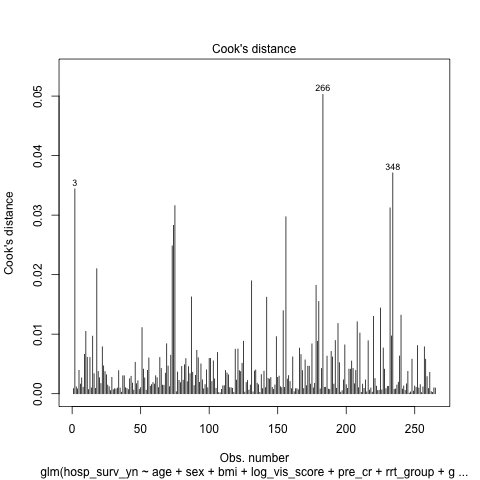 Cook's distance
266
348
3
Cook's distance
0.05
0.04
0.03
0.02
0.01
0.00
0 50 100 150 200 250
Obs. number
glm(hosp_surv_yn ~ age + sex + bmi + log_vis_score + pre_cr + rrt_group + g ...